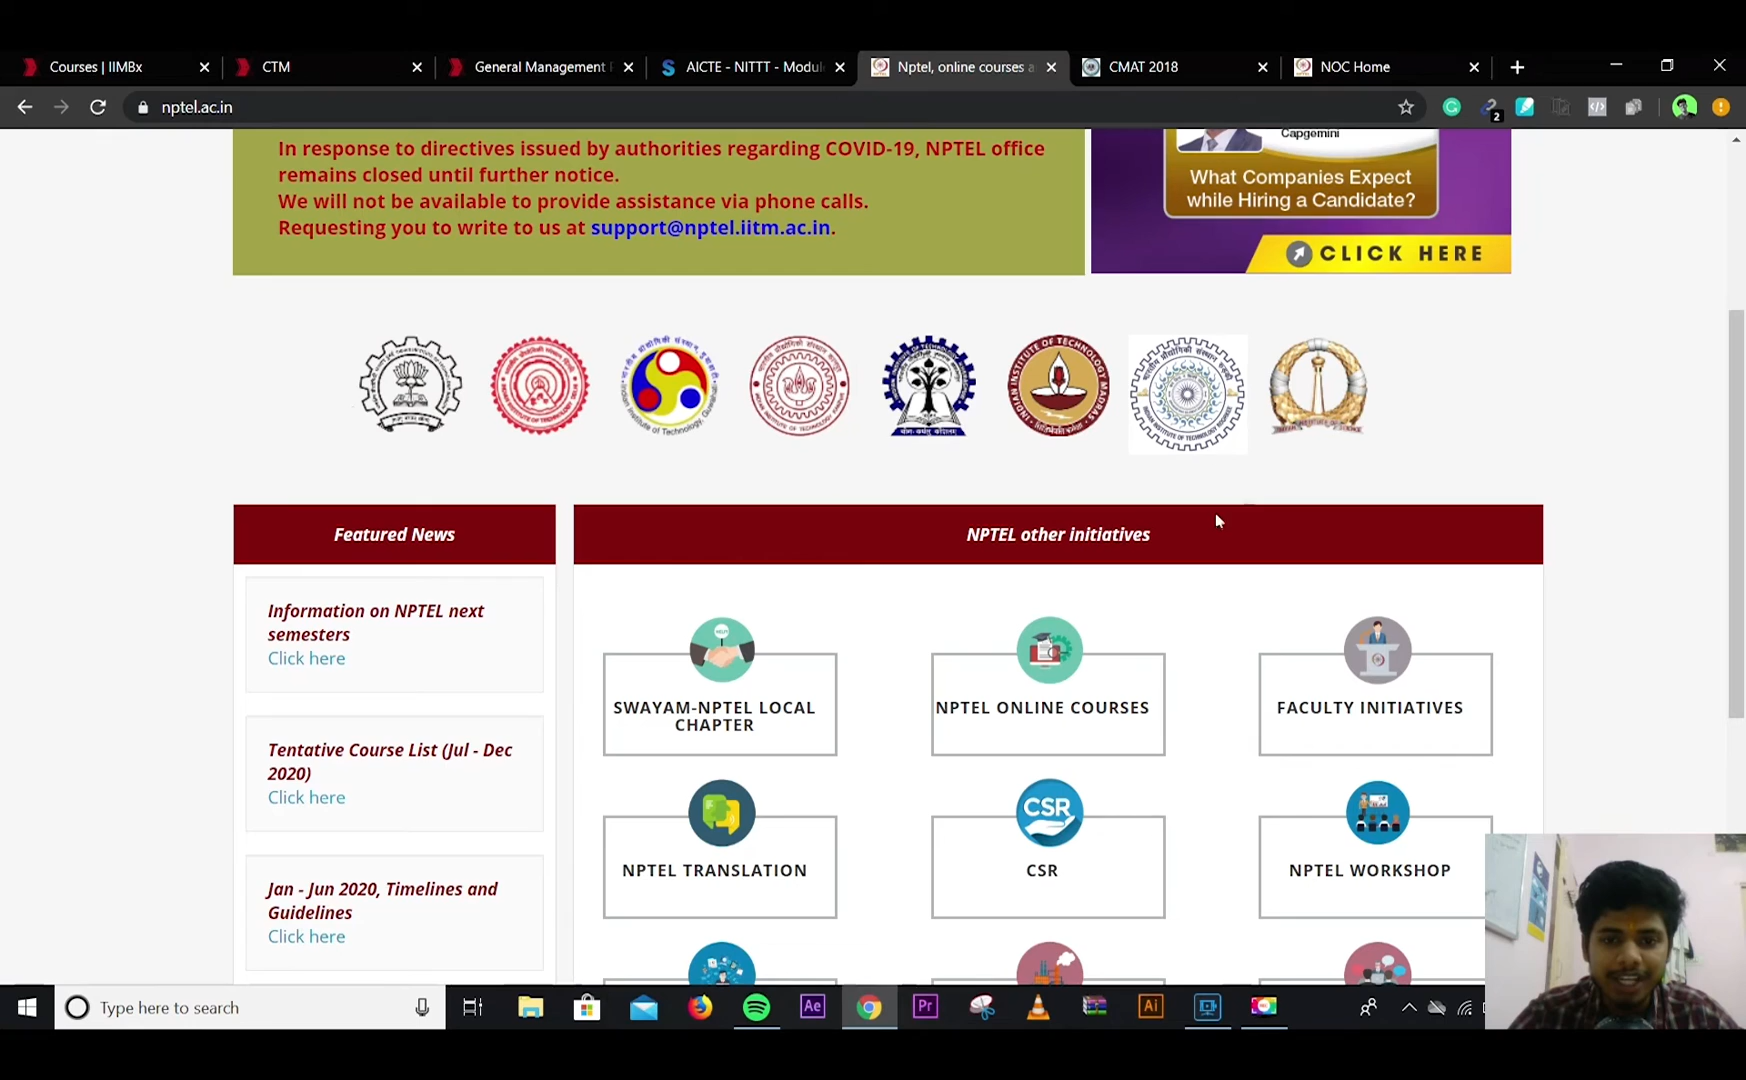 Courses | IIMBx
CTM
General Management
AICTE - NITTT - Modul
Nptel, online courses a
CMAT 2018
NOC Home
nptel.ac.in
2
In response to directives issued by authorities regarding COVID-19, NPTEL office
remains closed until further notice.
We will not be available to provide assistance via phone calls.
Requesting you to write to us at support@nptel.iitm.ac.in.
Capgemini
What Companies Expect
while Hiring a Candidate?
CLICK HERE
Featured News
NPTEL other initiatives
Information on NPTEL next
semesters
Click here
SWAYAM-NPTEL LOCAL
CHAPTER
NPTEL ONLINE COURSES
FACULTY INITIATIVES
Tentative Course List (Jul - Dec
2020)
Click here
CSR
NPTEL TRANSLATION
CSR
NPTEL WORKSHOP
Jan - Jun 2020, Timelines and
Guidelines
Click here
Type here to search
Ae
Pr
Ai